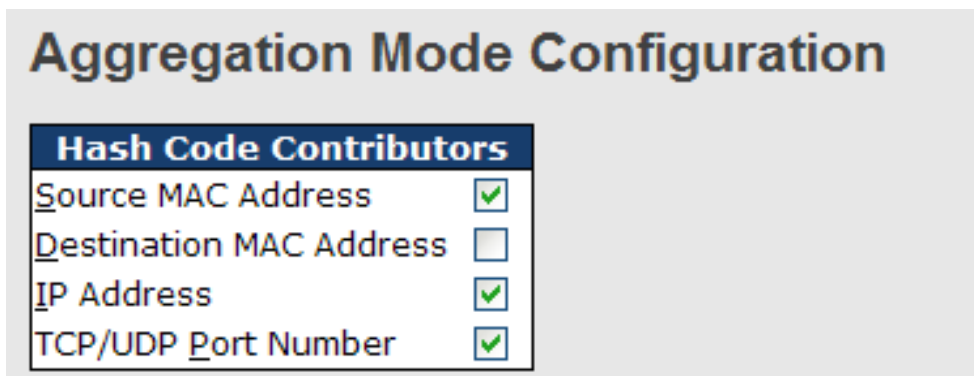 Aggregation Mode Configuration
Hash Code Contributors
Source MAC Address
Destination MAC Address
IP Address
TCP/UDP Port Number